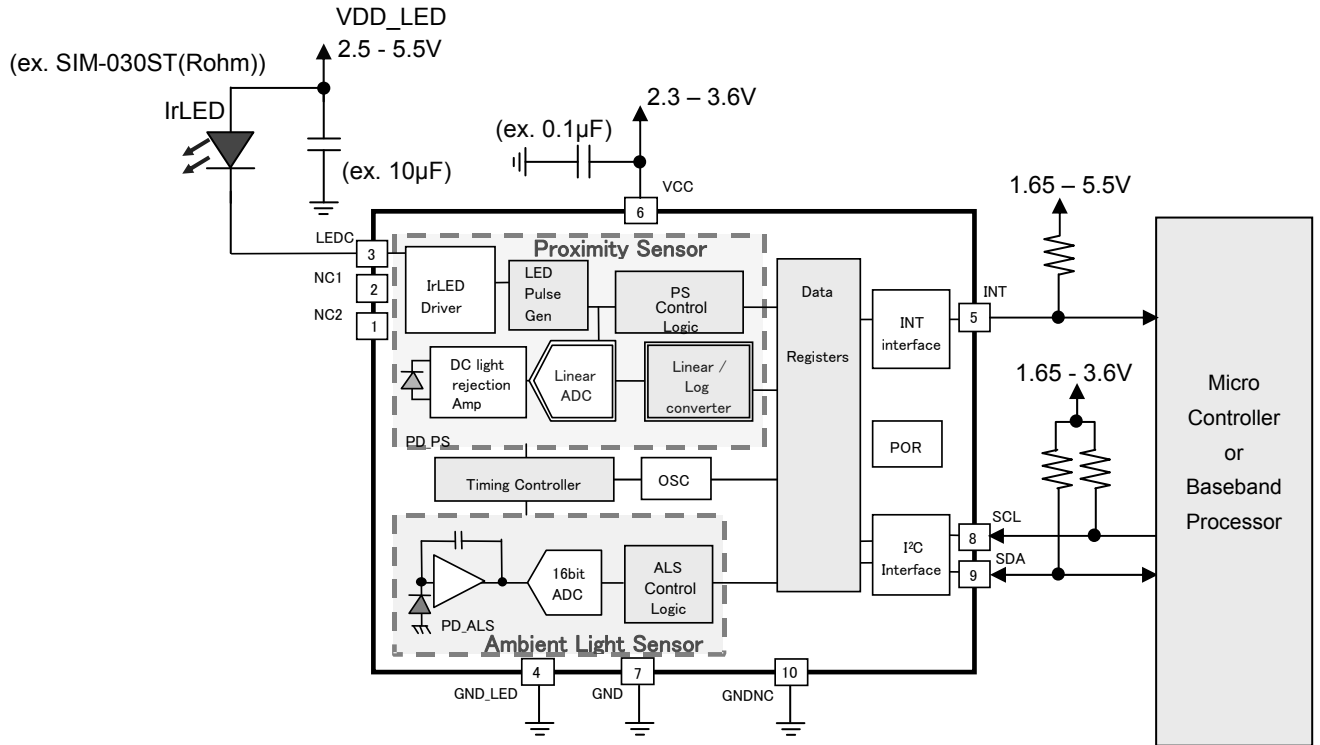 VDD_LED
2.5 - 5.5V
(ex. SIM-030ST(Rohm))
IrLED
(ex. 10µF)
2.3 – 3.6V
(ex. 0.1µF)
VCC
6
1.65 – 5.5V
LEDC
3
NC1
2
NC2
1
Proximity Sensor
IrLED
Driver
LED
Pulse
Gen
PS
Control
Logic
Data
Registers
INT
interface
INT
5
DC light
rejection
Amp
Linear
ADC
Linear /
Log
converter
PD_PS
1.65 - 3.6V
Micro
Controller
or
Baseband
Processor
POR
Timing Controller
OSC
I²C
Interface
SCL
8
SDA
9
PD_ALS
16bit
ADC
ALS
Control
Logic
Ambient Light Sensor
4
7
10
GND_LED
GND
GNDNC